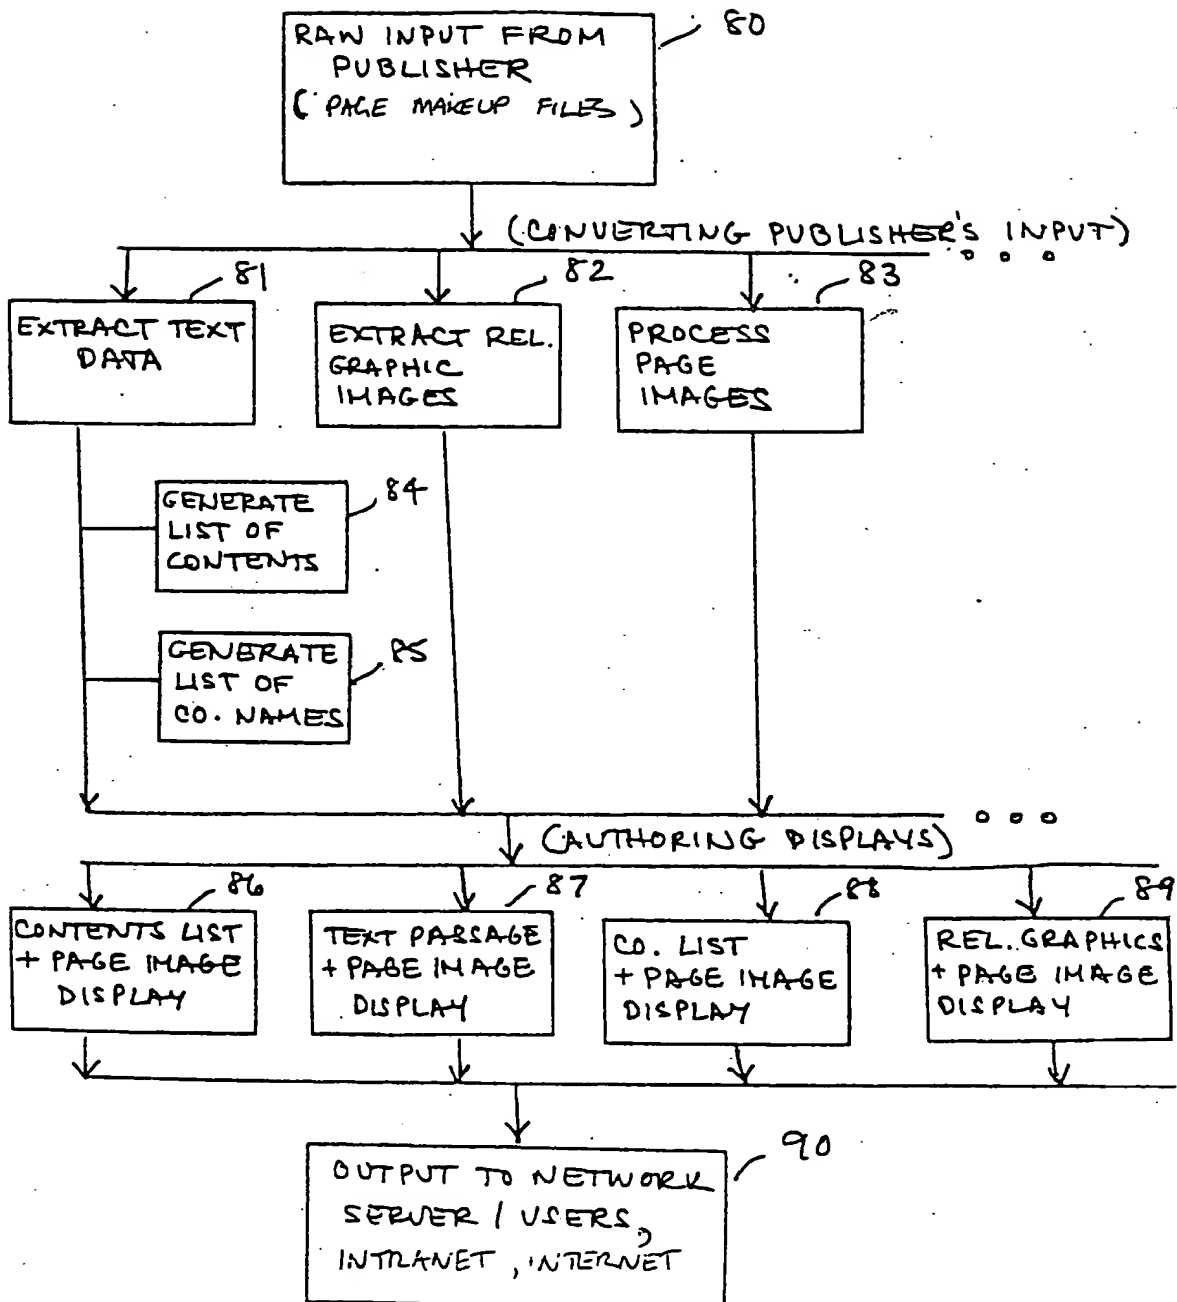 RAW INPUT FROM
PUBLISHER
(PAGE MAKEUP FILES)
80
(CONVERTING PUBLISHER'S INPUT)
81
EXTRACT TEXT
DATA
82
EXTRACT REL.
GRAPHIC
IMAGES
83
PROCESS
PAGE
IMAGES
84
GENERATE
LIST OF
CONTENTS
85
GENERATE
LIST OF
CO. NAMES
(AUTHORING DISPLAYS)
86
CONTENTS LIST
+ PAGE IMAGE
DISPLAY
87
TEXT PASSAGE
+ PAGE IMAGE
DISPLAY
88
CO. LIST
+ PAGE IMAGE
DISPLAY
89
REL. GRAPHICS
+ PAGE IMAGE
DISPLAY
90
OUTPUT TO NETWORK
SERVER / USERS,
INTRANET, INTERNET